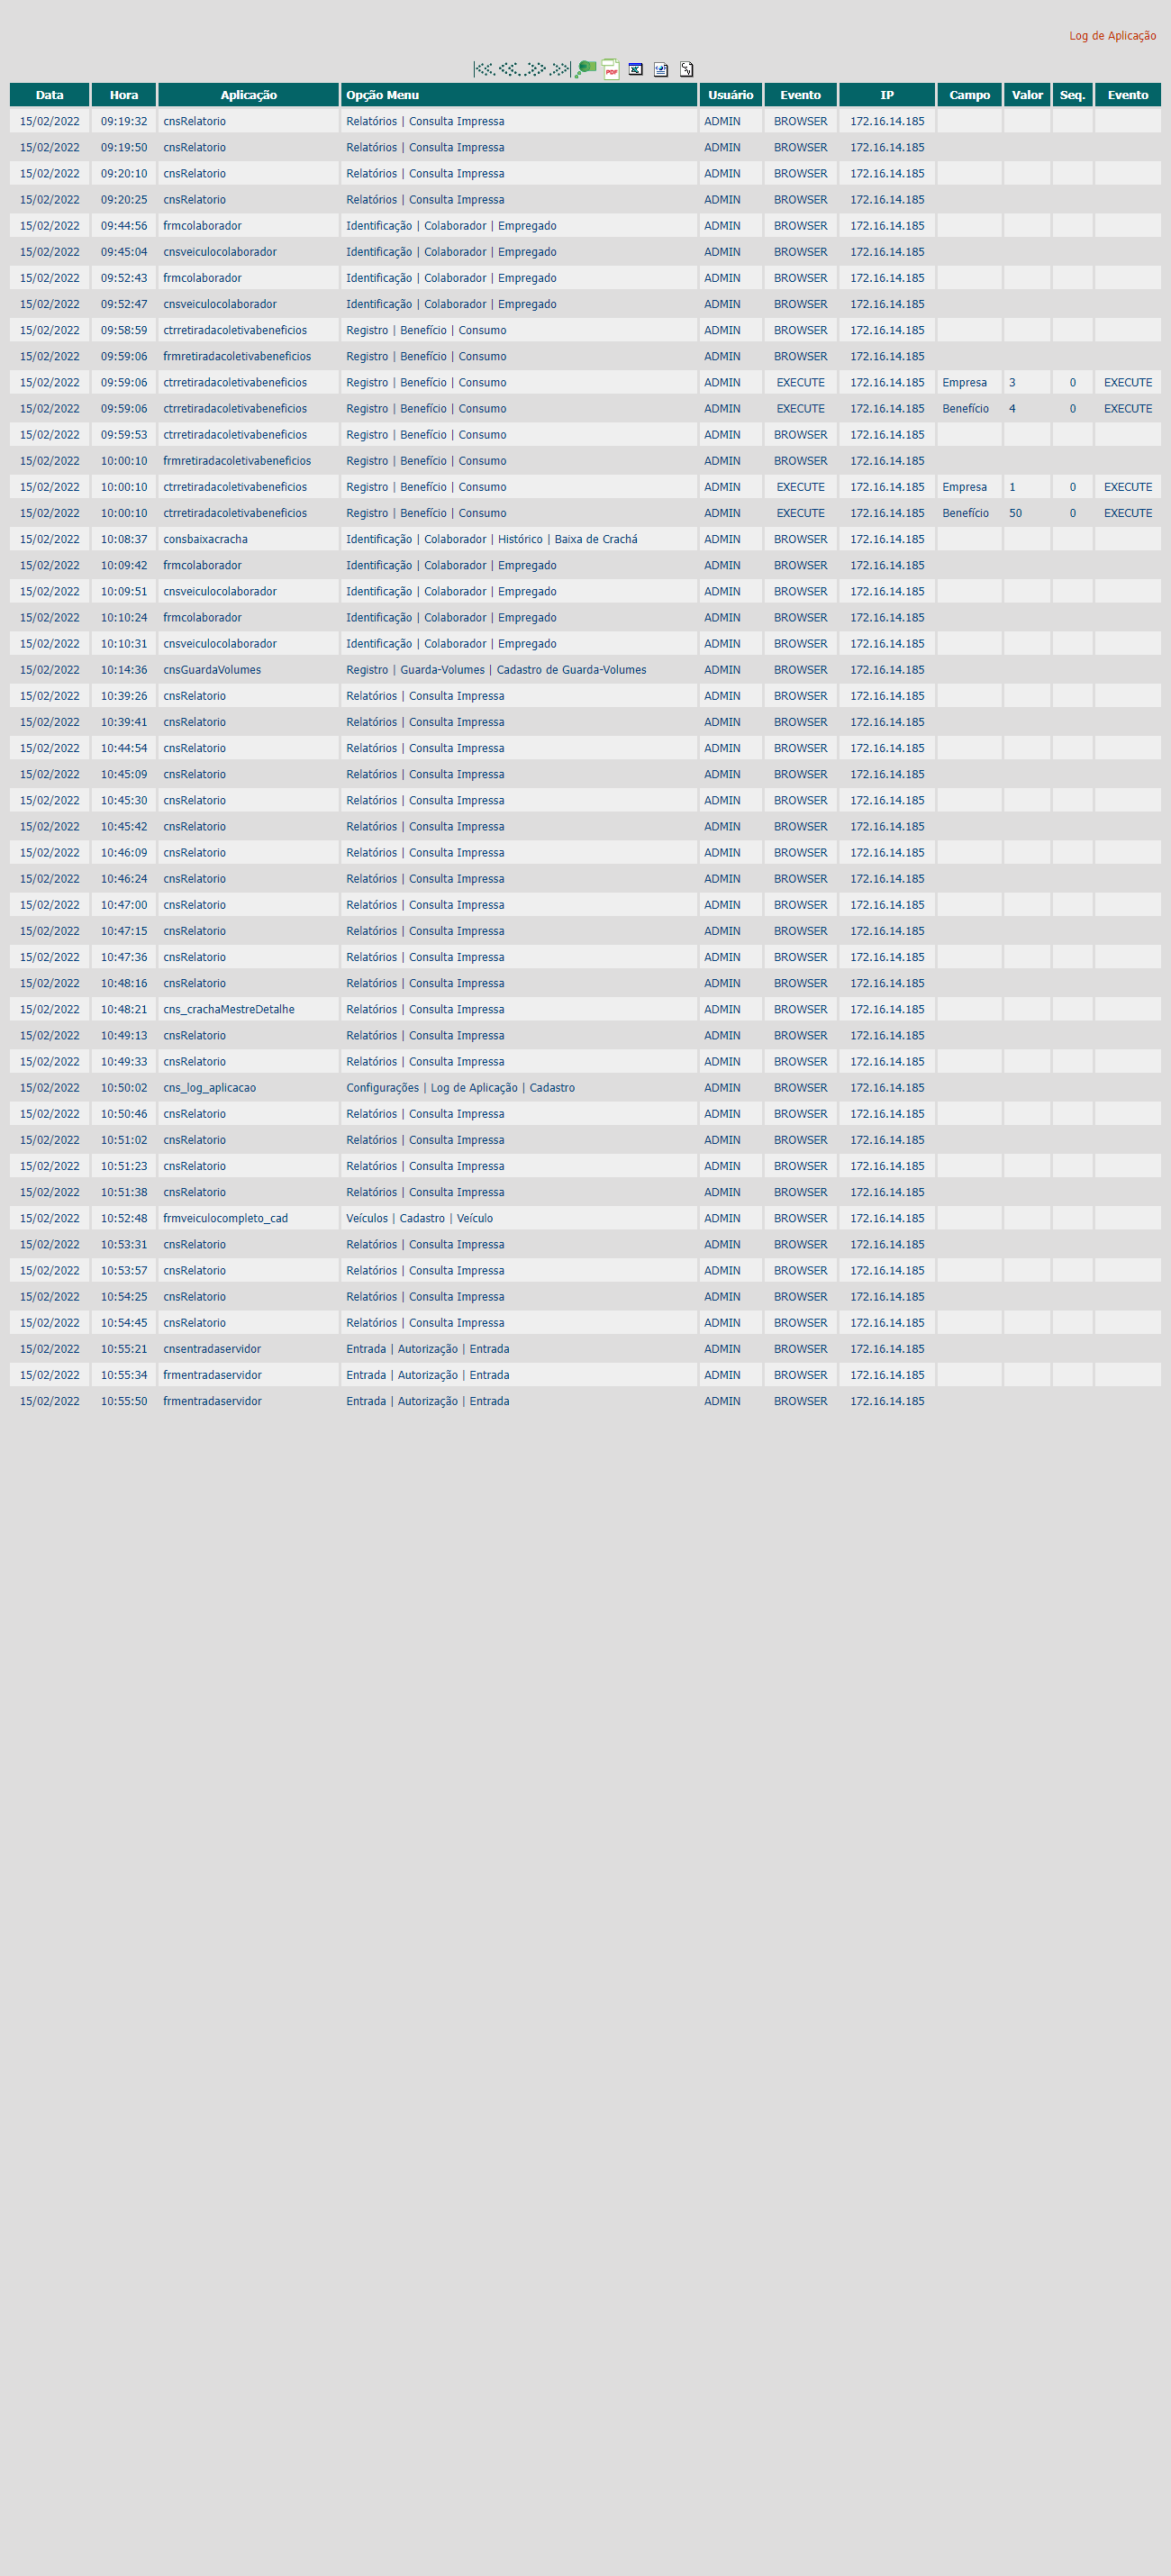 Log de Aplicação
PDF
Data Hora Aplicação Opção Menu Usuário Evento IP Campo Valor Seq. Evento
15/02/2022 09:19:32 cnsRelatorio Relatórios | Consulta Impressa ADMIN BROWSER 172.16.14.185
15/02/2022 09:19:50 cnsRelatorio Relatórios | Consulta Impressa ADMIN BROWSER 172.16.14.185
15/02/2022 09:20:10 cnsRelatorio Relatórios | Consulta Impressa ADMIN BROWSER 172.16.14.185
15/02/2022 09:20:25 cnsRelatorio Relatórios | Consulta Impressa ADMIN BROWSER 172.16.14.185
15/02/2022 09:44:56 frmcolaborador Identificação | Colaborador | Empregado ADMIN BROWSER 172.16.14.185
15/02/2022 09:45:04 cnsveiculocolaborador Identificação | Colaborador | Empregado ADMIN BROWSER 172.16.14.185
15/02/2022 09:52:43 frmcolaborador Identificação | Colaborador | Empregado ADMIN BROWSER 172.16.14.185
15/02/2022 09:52:47 cnsveiculocolaborador Identificação | Colaborador | Empregado ADMIN BROWSER 172.16.14.185
15/02/2022 09:58:59 ctrretiradacoletivabeneficios Registro | Benefício | Consumo ADMIN BROWSER 172.16.14.185
15/02/2022 09:59:06 frmretiradacoletivabeneficios Registro | Benefício | Consumo ADMIN BROWSER 172.16.14.185
15/02/2022 09:59:06 ctrretiradacoletivabeneficios Registro | Benefício | Consumo ADMIN EXECUTE 172.16.14.185 Empresa 3 0 EXECUTE
15/02/2022 09:59:06 ctrretiradacoletivabeneficios Registro | Benefício | Consumo ADMIN EXECUTE 172.16.14.185 Benefício 4 0 EXECUTE
15/02/2022 09:59:53 ctrretiradacoletivabeneficios Registro | Benefício | Consumo ADMIN BROWSER 172.16.14.185
15/02/2022 10:00:10 frmretiradacoletivabeneficios Registro | Benefício | Consumo ADMIN BROWSER 172.16.14.185
15/02/2022 10:00:10 ctrretiradacoletivabeneficios Registro | Benefício | Consumo ADMIN EXECUTE 172.16.14.185 Empresa 1 0 EXECUTE
15/02/2022 10:00:10 ctrretiradacoletivabeneficios Registro | Benefício | Consumo ADMIN EXECUTE 172.16.14.185 Benefício 50 0 EXECUTE
15/02/2022 10:08:37 consbaixacracha Identificação | Colaborador | Histórico | Baixa de Crachá ADMIN BROWSER 172.16.14.185
15/02/2022 10:09:42 frmcolaborador Identificação | Colaborador | Empregado ADMIN BROWSER 172.16.14.185
15/02/2022 10:09:51 cnsveiculocolaborador Identificação | Colaborador | Empregado ADMIN BROWSER 172.16.14.185
15/02/2022 10:10:24 frmcolaborador Identificação | Colaborador | Empregado ADMIN BROWSER 172.16.14.185
15/02/2022 10:10:31 cnsveiculocolaborador Identificação | Colaborador | Empregado ADMIN BROWSER 172.16.14.185
15/02/2022 10:14:36 cnsGuardaVolumes Registro | Guarda-Volumes | Cadastro de Guarda-Volumes ADMIN BROWSER 172.16.14.185
15/02/2022 10:39:26 cnsRelatorio Relatórios | Consulta Impressa ADMIN BROWSER 172.16.14.185
15/02/2022 10:39:41 cnsRelatorio Relatórios | Consulta Impressa ADMIN BROWSER 172.16.14.185
15/02/2022 10:44:54 cnsRelatorio Relatórios | Consulta Impressa ADMIN BROWSER 172.16.14.185
15/02/2022 10:45:09 cnsRelatorio Relatórios | Consulta Impressa ADMIN BROWSER 172.16.14.185
15/02/2022 10:45:30 cnsRelatorio Relatórios | Consulta Impressa ADMIN BROWSER 172.16.14.185
15/02/2022 10:45:42 cnsRelatorio Relatórios | Consulta Impressa ADMIN BROWSER 172.16.14.185
15/02/2022 10:46:09 cnsRelatorio Relatórios | Consulta Impressa ADMIN BROWSER 172.16.14.185
15/02/2022 10:46:24 cnsRelatorio Relatórios | Consulta Impressa ADMIN BROWSER 172.16.14.185
15/02/2022 10:47:00 cnsRelatorio Relatórios | Consulta Impressa ADMIN BROWSER 172.16.14.185
15/02/2022 10:47:15 cnsRelatorio Relatórios | Consulta Impressa ADMIN BROWSER 172.16.14.185
15/02/2022 10:47:36 cnsRelatorio Relatórios | Consulta Impressa ADMIN BROWSER 172.16.14.185
15/02/2022 10:48:16 cnsRelatorio Relatórios | Consulta Impressa ADMIN BROWSER 172.16.14.185
15/02/2022 10:48:21 cns_crachaMestreDetalhe Relatórios | Consulta Impressa ADMIN BROWSER 172.16.14.185
15/02/2022 10:49:13 cnsRelatorio Relatórios | Consulta Impressa ADMIN BROWSER 172.16.14.185
15/02/2022 10:49:33 cnsRelatorio Relatórios | Consulta Impressa ADMIN BROWSER 172.16.14.185
15/02/2022 10:50:02 cns_log_aplicacao Configurações | Log de Aplicação | Cadastro ADMIN BROWSER 172.16.14.185
15/02/2022 10:50:46 cnsRelatorio Relatórios | Consulta Impressa ADMIN BROWSER 172.16.14.185
15/02/2022 10:51:02 cnsRelatorio Relatórios | Consulta Impressa ADMIN BROWSER 172.16.14.185
15/02/2022 10:51:23 cnsRelatorio Relatórios | Consulta Impressa ADMIN BROWSER 172.16.14.185
15/02/2022 10:51:38 cnsRelatorio Relatórios | Consulta Impressa ADMIN BROWSER 172.16.14.185
15/02/2022 10:52:48 frmveiculocompleto_cad Veículos | Cadastro | Veículo ADMIN BROWSER 172.16.14.185
15/02/2022 10:53:31 cnsRelatorio Relatórios | Consulta Impressa ADMIN BROWSER 172.16.14.185
15/02/2022 10:53:57 cnsRelatorio Relatórios | Consulta Impressa ADMIN BROWSER 172.16.14.185
15/02/2022 10:54:25 cnsRelatorio Relatórios | Consulta Impressa ADMIN BROWSER 172.16.14.185
15/02/2022 10:54:45 cnsRelatorio Relatórios | Consulta Impressa ADMIN BROWSER 172.16.14.185
15/02/2022 10:55:21 cnsentradaservidor Entrada | Autorização | Entrada ADMIN BROWSER 172.16.14.185
15/02/2022 10:55:34 frmentradaservidor Entrada | Autorização | Entrada ADMIN BROWSER 172.16.14.185
15/02/2022 10:55:50 frmentradaservidor Entrada | Autorização | Entrada ADMIN BROWSER 172.16.14.185